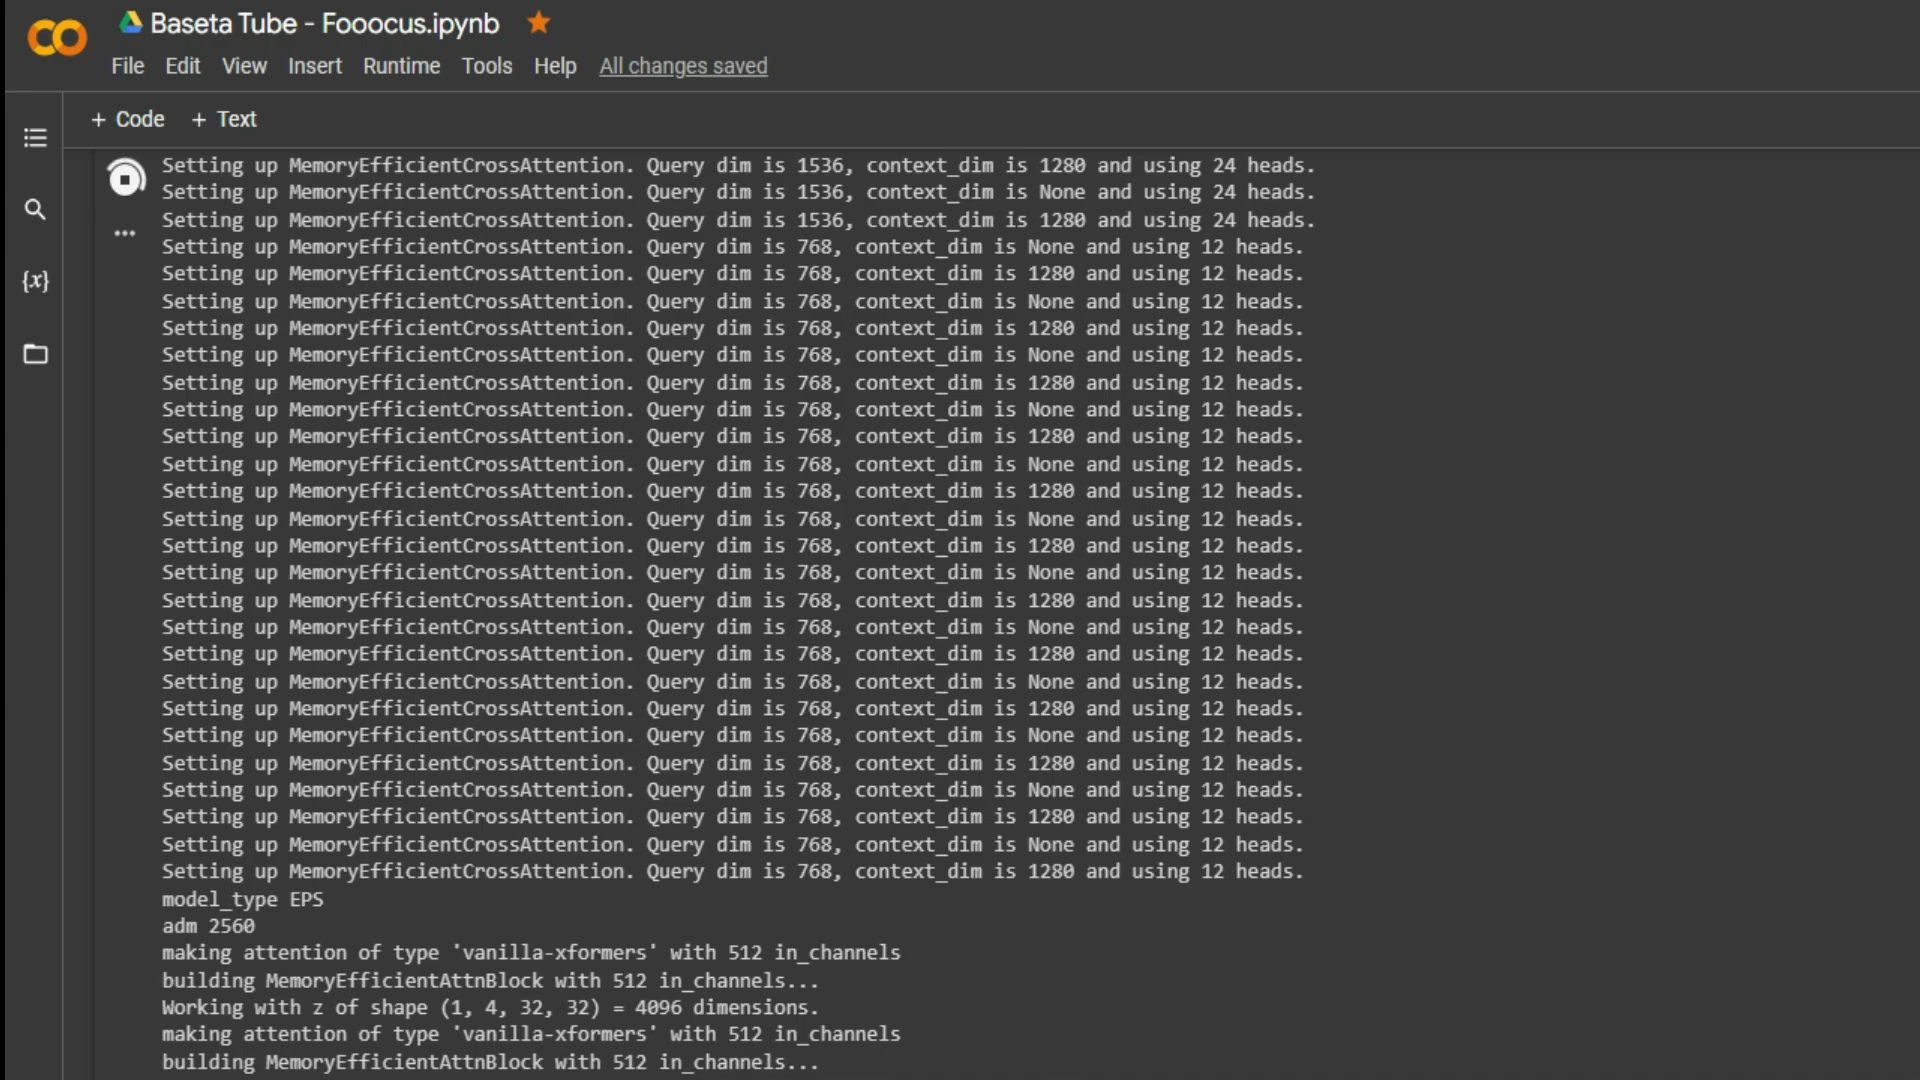 Baseta Tube - Fooocus.ipynb
File Edit View Insert Runtime Tools Help All changes saved
+ Code + Text
Setting up MemoryEfficientCrossAttention. Query dim is 1536, context_dim is 1280 and using 24 heads.
Setting up MemoryEfficientCrossAttention. Query dim is 1536, context_dim is None and using 24 heads.
Setting up MemoryEfficientCrossAttention. Query dim is 1536, context_dim is 1280 and using 24 heads.
Setting up MemoryEfficientCrossAttention. Query dim is 768, context_dim is None and using 12 heads.
Setting up MemoryEfficientCrossAttention. Query dim is 768, context_dim is 1280 and using 12 heads.
Setting up MemoryEfficientCrossAttention. Query dim is 768, context_dim is None and using 12 heads.
Setting up MemoryEfficientCrossAttention. Query dim is 768, context_dim is 1280 and using 12 heads.
Setting up MemoryEfficientCrossAttention. Query dim is 768, context_dim is None and using 12 heads.
Setting up MemoryEfficientCrossAttention. Query dim is 768, context_dim is 1280 and using 12 heads.
Setting up MemoryEfficientCrossAttention. Query dim is 768, context_dim is None and using 12 heads.
Setting up MemoryEfficientCrossAttention. Query dim is 768, context_dim is 1280 and using 12 heads.
Setting up MemoryEfficientCrossAttention. Query dim is 768, context_dim is None and using 12 heads.
Setting up MemoryEfficientCrossAttention. Query dim is 768, context_dim is 1280 and using 12 heads.
Setting up MemoryEfficientCrossAttention. Query dim is 768, context_dim is None and using 12 heads.
Setting up MemoryEfficientCrossAttention. Query dim is 768, context_dim is 1280 and using 12 heads.
Setting up MemoryEfficientCrossAttention. Query dim is 768, context_dim is None and using 12 heads.
Setting up MemoryEfficientCrossAttention. Query dim is 768, context_dim is 1280 and using 12 heads.
Setting up MemoryEfficientCrossAttention. Query dim is 768, context_dim is None and using 12 heads.
Setting up MemoryEfficientCrossAttention. Query dim is 768, context_dim is 1280 and using 12 heads.
Setting up MemoryEfficientCrossAttention. Query dim is 768, context_dim is None and using 12 heads.
Setting up MemoryEfficientCrossAttention. Query dim is 768, context_dim is 1280 and using 12 heads.
Setting up MemoryEfficientCrossAttention. Query dim is 768, context_dim is None and using 12 heads.
Setting up MemoryEfficientCrossAttention. Query dim is 768, context_dim is 1280 and using 12 heads.
Setting up MemoryEfficientCrossAttention. Query dim is 768, context_dim is None and using 12 heads.
Setting up MemoryEfficientCrossAttention. Query dim is 768, context_dim is 1280 and using 12 heads.
Setting up MemoryEfficientCrossAttention. Query dim is 768, context_dim is None and using 12 heads.
Setting up MemoryEfficientCrossAttention. Query dim is 768, context_dim is 1280 and using 12 heads.
model_type EPS
adm 2560
making attention of type 'vanilla-xformers' with 512 in_channels
building MemoryEfficientAttnBlock with 512 in_channels...
Working with z of shape (1, 4, 32, 32) = 4096 dimensions.
making attention of type 'vanilla-xformers' with 512 in_channels
building MemoryEfficientAttnBlock with 512 in_channels...